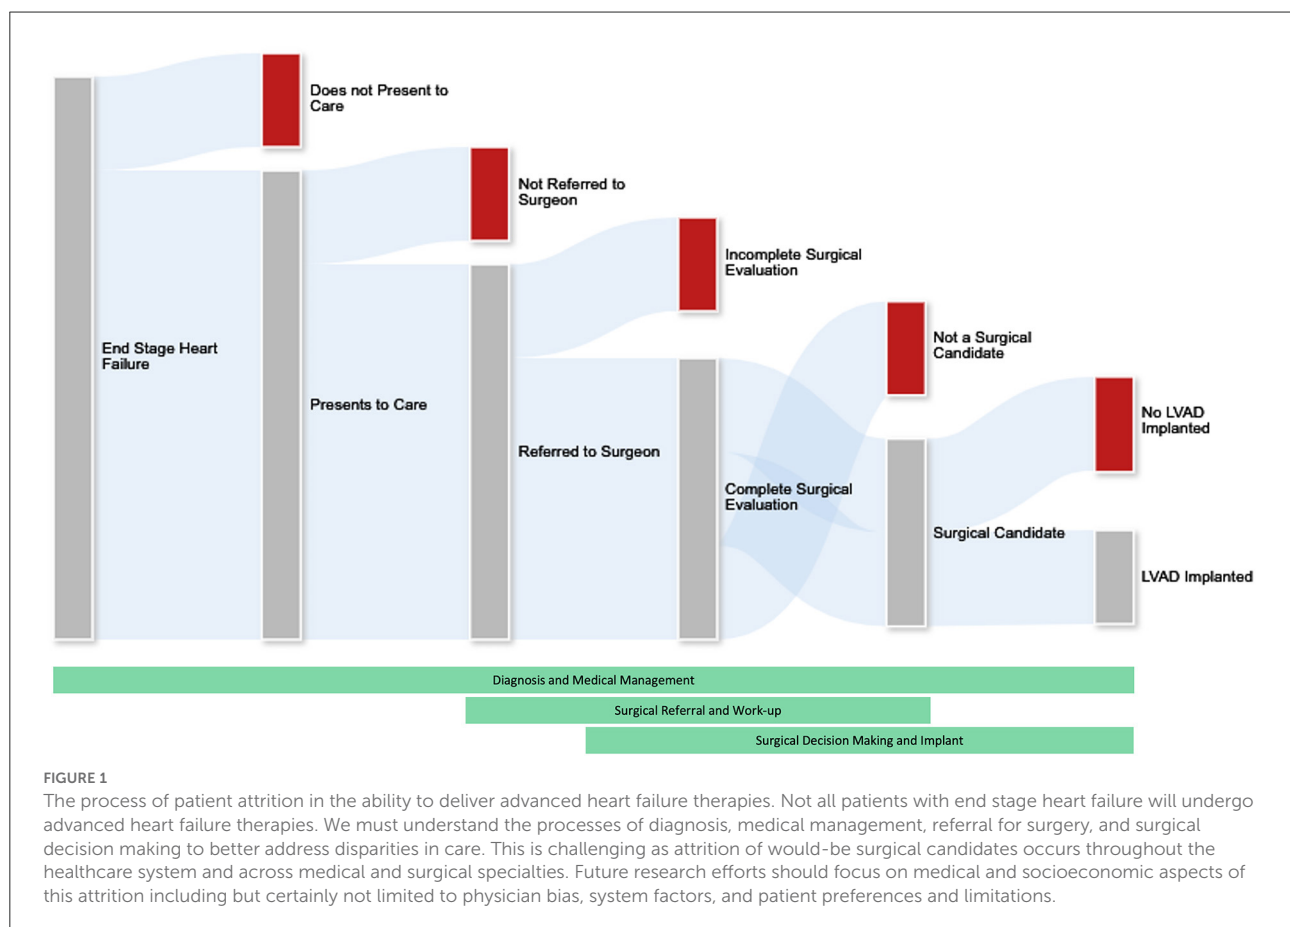 Does not Present to
Care
Not Referred to
Surgeon
Incomplete Surgical
Evaluation
Not a Surgical
Candidate
No LVAD
Implanted
End Stage Heart
Failure
Presents to Care
Referred to Surgeon
Complete Surgical
Evaluation
Surgical Candidate
LVAD Implanted
Diagnosis and Medical Management
Surgical Referral and Work-up
Surgical Decision Making and Implant
FIGURE 1
The process of patient attrition in the ability to deliver advanced heart failure therapies. Not all patients with end stage heart failure will undergo
advanced heart failure therapies. We must understand the processes of diagnosis, medical management, referral for surgery, and surgical
decision making to better address disparities in care. This is challenging as attrition of would-be surgical candidates occurs throughout the
healthcare system and across medical and surgical specialties. Future research efforts should focus on medical and socioeconomic aspects of
this attrition including but certainly not limited to physician bias, system factors, and patient preferences and limitations.